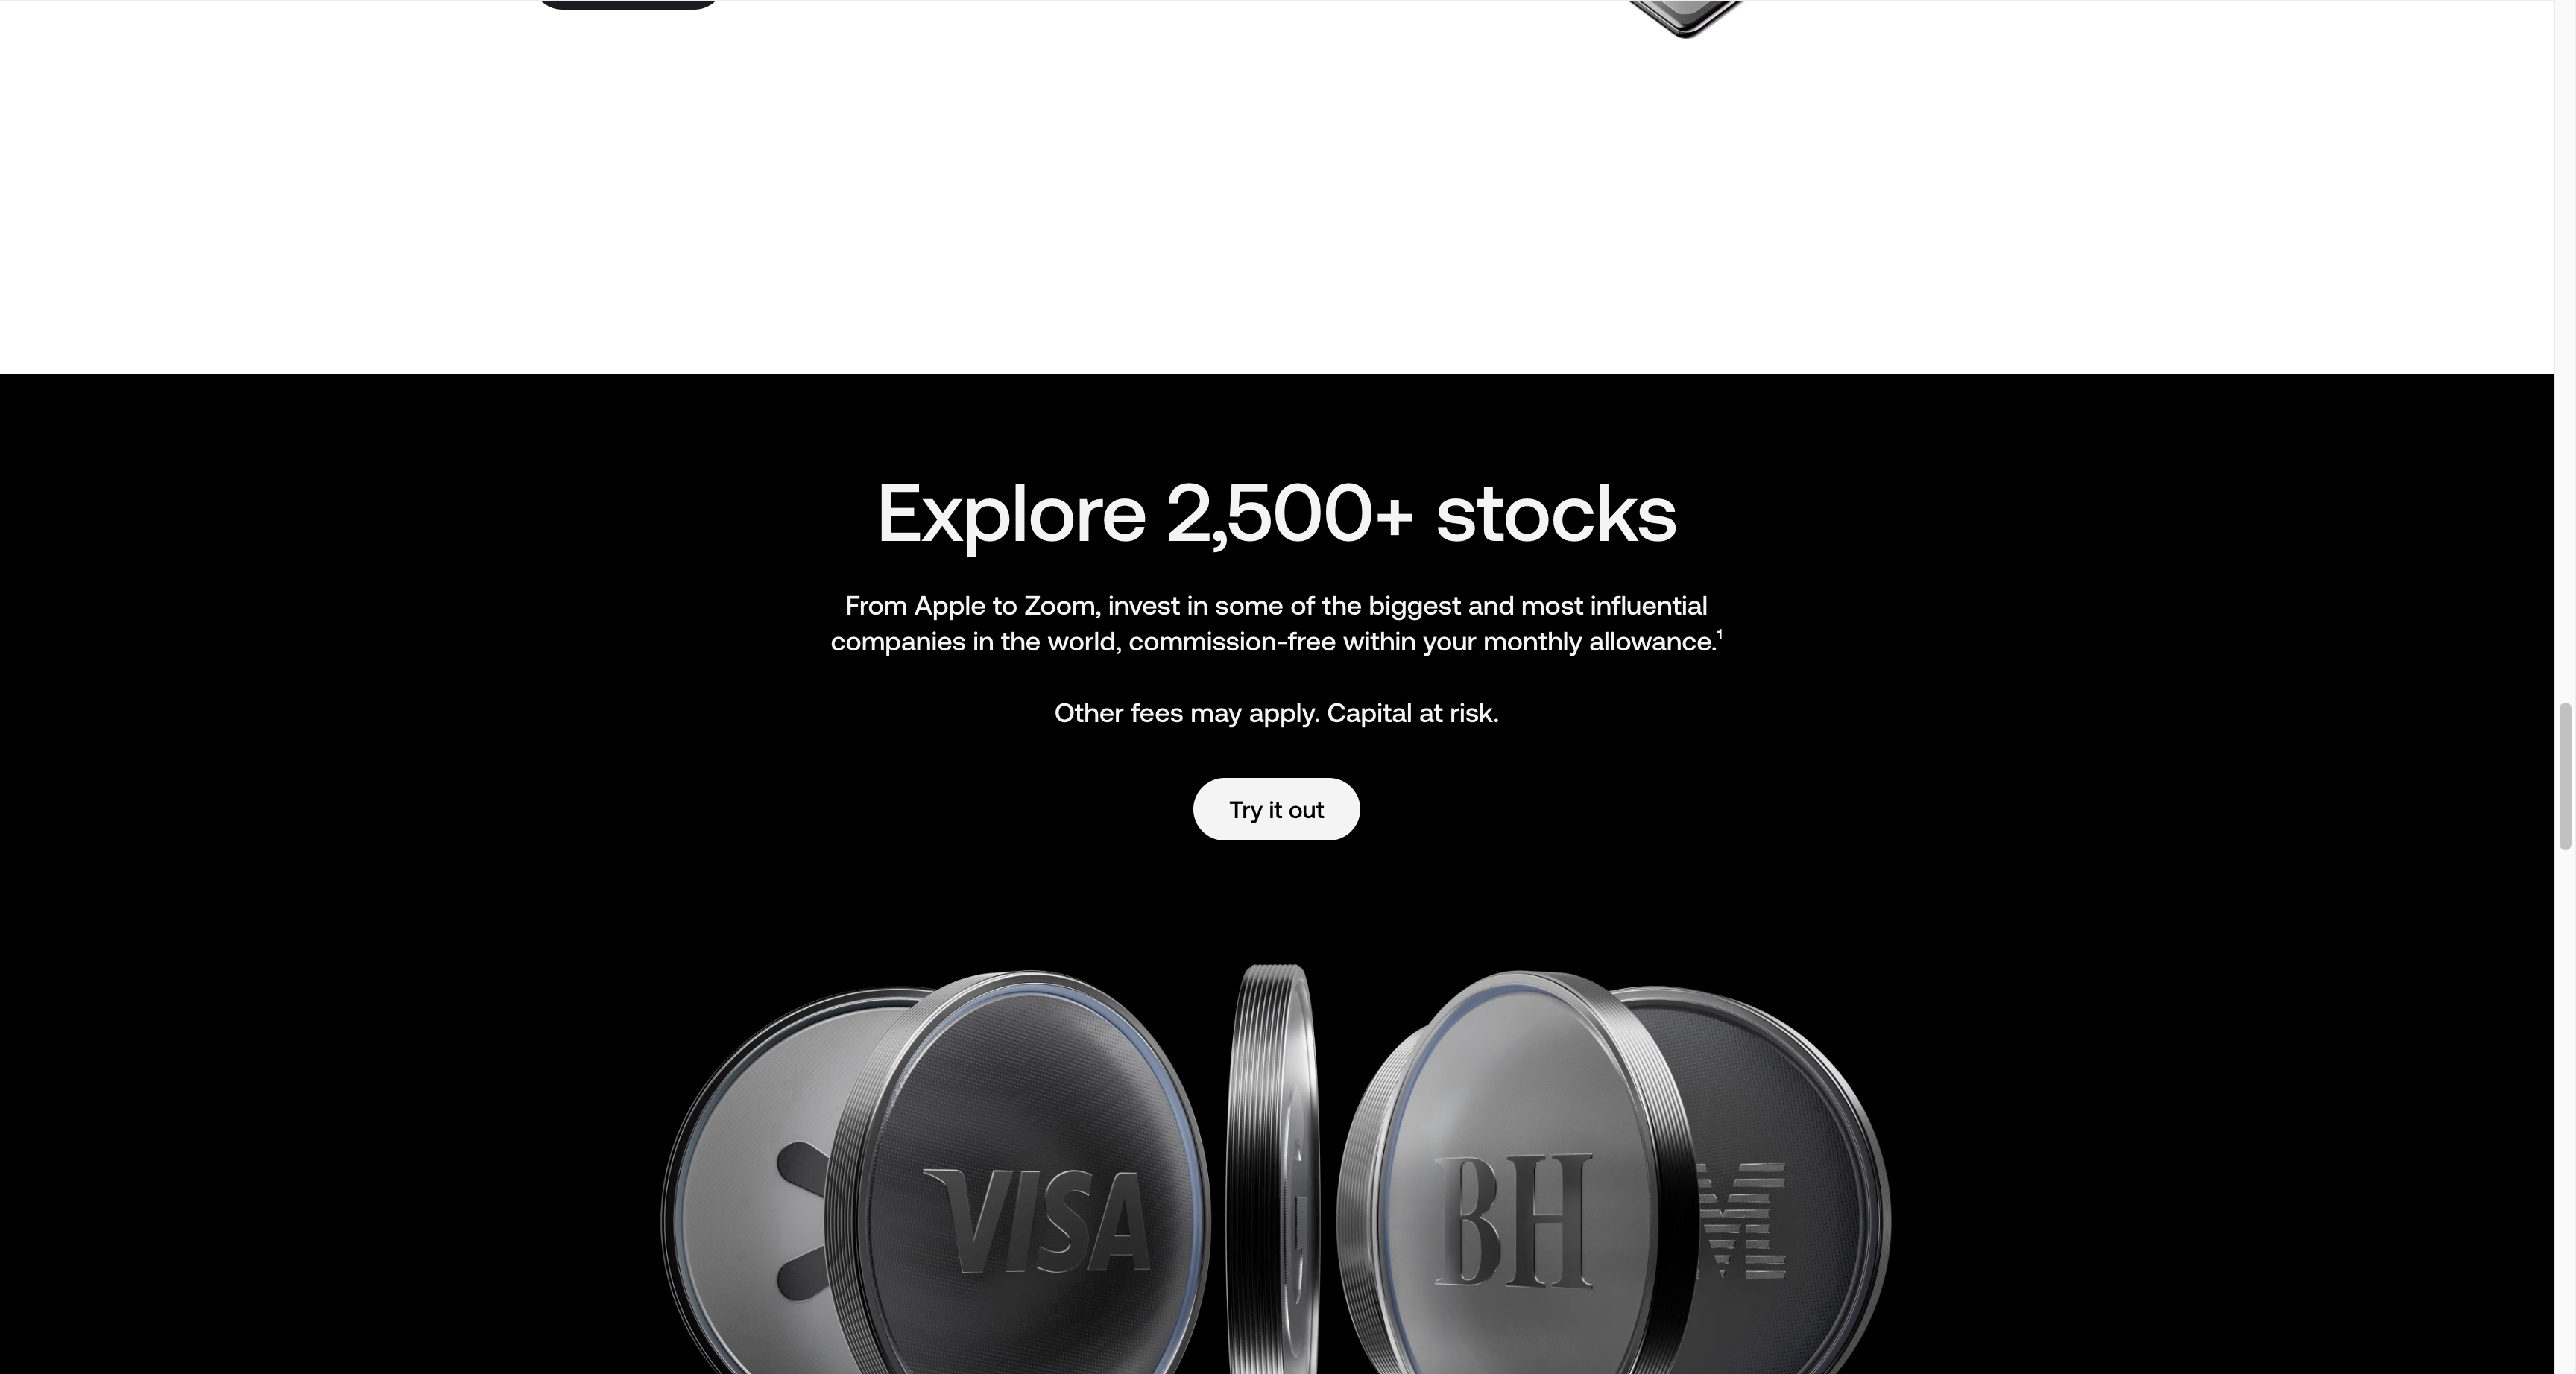 Explore 2,500+ stocks
From Apple to Zoom, invest in some of the biggest and most influential
companies in the world, commission-free within your monthly allowance.¹
Other fees may apply. Capital at risk.
Try it out
VISA
BH
M